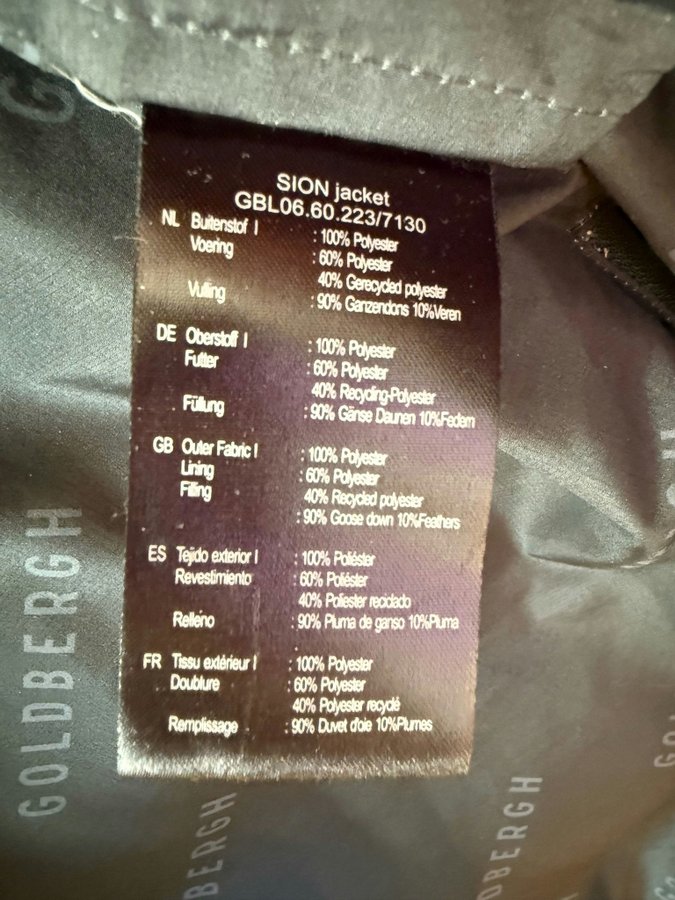 SION jacket
GBL06.60.223/7130
NL Buitenstof I : 100% Polyester
Voering : 60% Polyester
40% Gerecycled polyester
Vulling : 90% Ganzendons 10%Veren
DE Oberstoff I : 100% Polyester
Futter : 60% Polyester
40% Recycling-Polyester
Füllung : 90% Gänse Daunen 10%Federn
GB Outer Fabric I : 100% Polyester
Lining : 60% Polyester
Filling 40% Recycled polyester
: 90% Goose down 10%Feathers
ES Tejido exterior I : 100% Poliéster
Revestimiento : 60% Poliéster
40% Poliester reciclado
Relleno : 90% Pluma de ganso 10%Pluma
FR Tissu extérieur I : 100% Polyester
Doublure : 60% Polyester
40% Polyester recyclé
Remplissage : 90% Duvet d'oie 10%Plumes
GOLDBERGH
BERGH
DBERGH